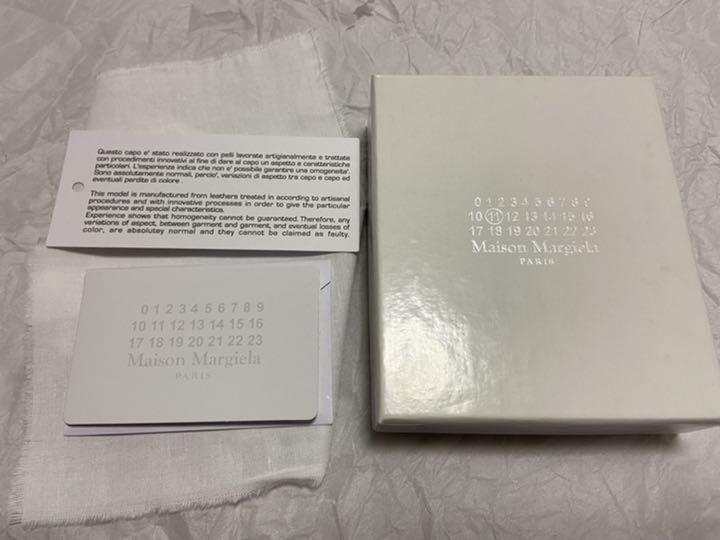 Questo capo e' stato realizzato con pelli lavorate artigianalmente e trattate
con procedimenti innovativi al fine di dare al capo un aspetto e caratteristiche
particolari. L'esperienza indica che non e' possibile garantire una omogeneita'.
Sono assolutamente normali, percio', variazioni di aspetto tra capo e capo ed
eventuali perdite di colore .
This model is manufactured from leathers treated in according to artisanal
procedures and with innovative processes in order to give the particular
appearance and special characteristics.
Experience shows that homogeneity cannot be guaranteed. Therefore, any
variations of aspect, between garment and garment, and eventual losses of
color, are absolutey normal and they cannot be claimed as faulty.
0 1 2 3 4 5 6 7 8 9
10 11 12 13 14 15 16
17 18 19 20 21 22 23
Maison Margiela
PARIS
0 1 2 3 4 5 6 7 8 9
10 11 12 13 14 15 16
17 18 19 20 21 22 23
Maison Margiela
PARIS